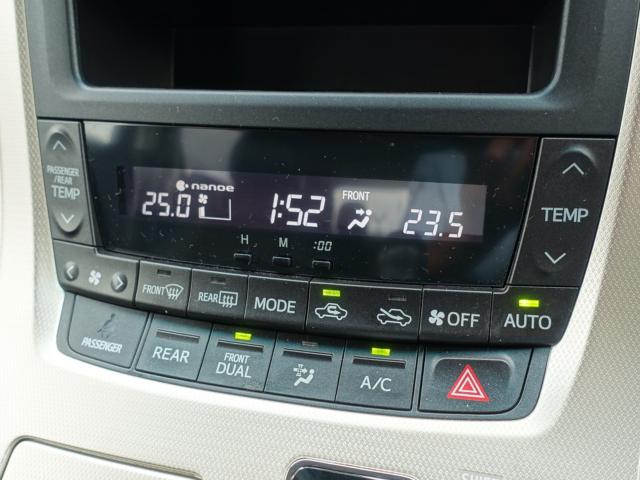 PASSENGER
/REAR
TEMP
nanoe
25.0
1:52
FRONT
23.5
TEMP
H M :00
FRONT
REAR
MODE
OFF
AUTO
PASSENGER
REAR
FRONT
DUAL
A/C